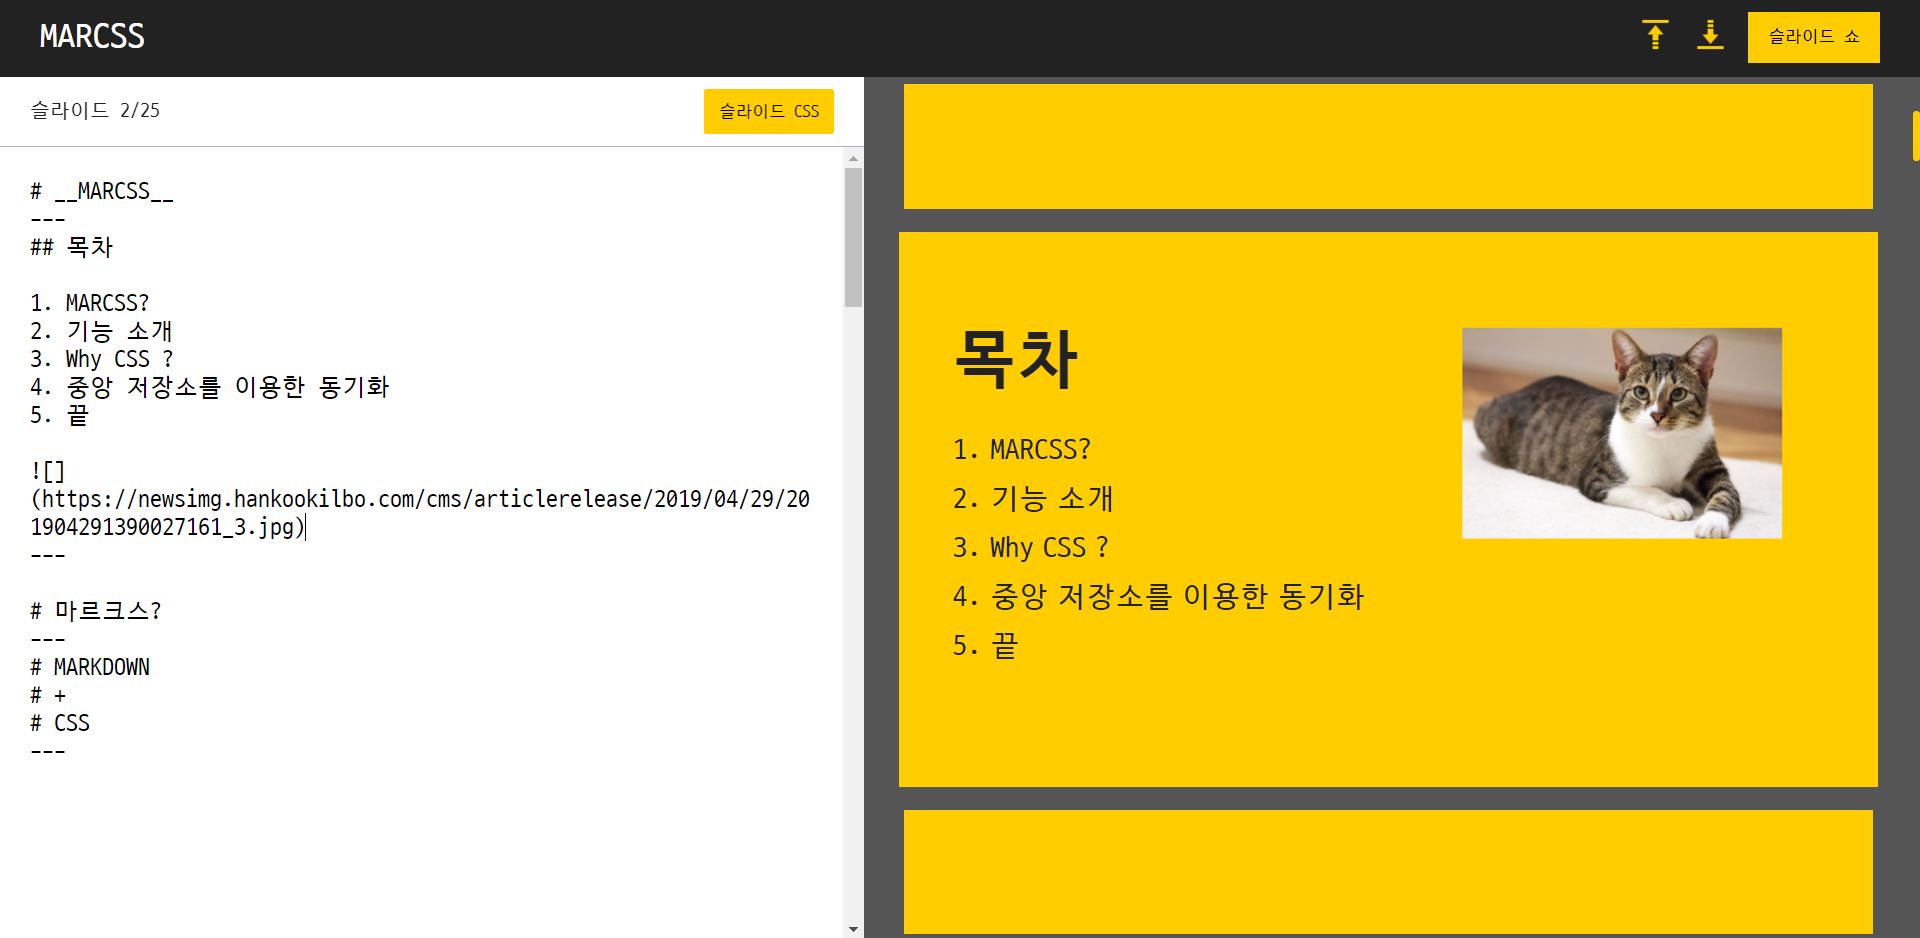 MARCSS
슬라이드 쇼
슬라이드 2/25
슬라이드 CSS
# __MARCSS__
---
## 목차
1. MARCSS?
2. 기능 소개
3. Why CSS ?
4. 중앙 저장소를 이용한 동기화
5. 끝
![]
(https://newsimg.hankookilbo.com/cms/articlerelease/2019/04/29/20
1904291390027161_3.jpg)
---
# 마르크스?
---
# MARKDOWN
# +
# CSS
---
목차
1. MARCSS?
2. 기능 소개
3. Why CSS ?
4. 중앙 저장소를 이용한 동기화
5. 끝